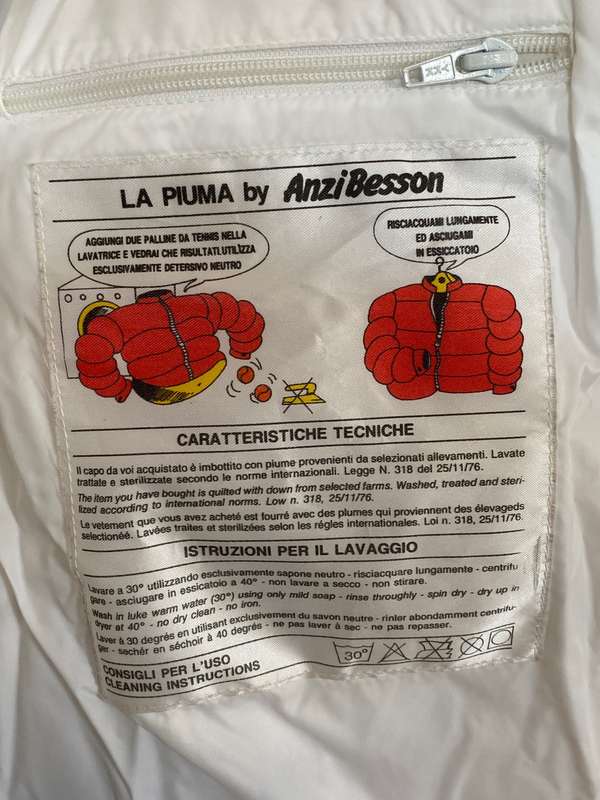 YKK
LA PIUMA by AnziBesson
AGGIUNGI DUE PALLINE DA TENNIS NELLA
LAVATRICE E VEDRAI CHE RISULTATI.UTILIZZA
ESCLUSIVAMENTE DETERSIVO NEUTRO
RISCIACQUAMI LUNGAMENTE
ED ASCIUGAMI
IN ESSICCATOIO
CARATTERISTICHE TECNICHE
Il capo da voi acquistato è imbottito con piume provenienti da selezionati allevamenti. Lavate
trattate e sterilizzate secondo le norme internazionali. Legge N. 318 del 25/11/76.
The item you have bought is quilted with down from selected farms. Washed, treated and steri-
lized according to international norms. Low n. 318, 25/11/76.
Le vetement que vous avez acheté est fourré avec des plumes qui proviennent des élevageds
selectioneé. Lavées traites et sterilizées selon les régles internationales. Loi n. 318, 25/11/76.
ISTRUZIONI PER IL LAVAGGIO
Lavare a 30° utilizzando esclusivamente sapone neutro - risciacquare lungamente - centrifu
gare - asciugare in essicatoio a 40° - non lavare a secco - non stirare.
Wash in luke warm water (30°) using only mild soap - rinse throughly - spin dry - dry up in
dryer at 40° - no dry clean - no iron.
Laver à 30 degrés en utilisant exclusivement du savon neutre - rinler abondamment centrifu-
ger - sechér en séchoir à 40 degrés - ne pas laver à sec - ne pas repasser.
CONSIGLI PER L'USO
CLEANING INSTRUCTIONS
30°